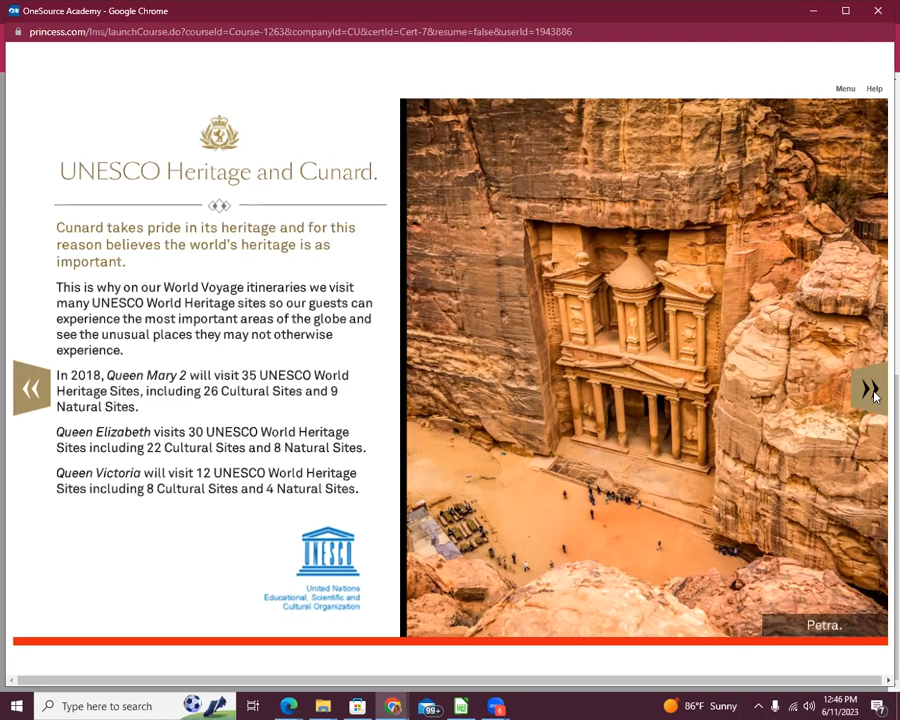 OneSource Academy - Google Chrome
princess.com/lms/launchCourse.do?courseId=Course-1263&companyId=CU&certId=Cert-7&resume=false&userId=1943886
Menu Help
UNESCO Heritage and Cunard.
Cunard takes pride in its heritage and for this
reason believes the world's heritage is as
important.
This is why on our World Voyage itineraries we visit
many UNESCO World Heritage sites so our guests can
experience the most important areas of the globe and
see the unusual places they may not otherwise
experience.
In 2018, Queen Mary 2 will visit 35 UNESCO World
Heritage Sites, including 26 Cultural Sites and 9
Natural Sites.
Queen Elizabeth visits 30 UNESCO World Heritage
Sites including 22 Cultural Sites and 8 Natural Sites.
Queen Victoria will visit 12 UNESCO World Heritage
Sites including 8 Cultural Sites and 4 Natural Sites.
UNESCO
United Nations
Educational, Scientific and
Cultural Organization
Petra.
Type here to search
99+
6
86°F Sunny
12:46 PM
6/11/2023
7